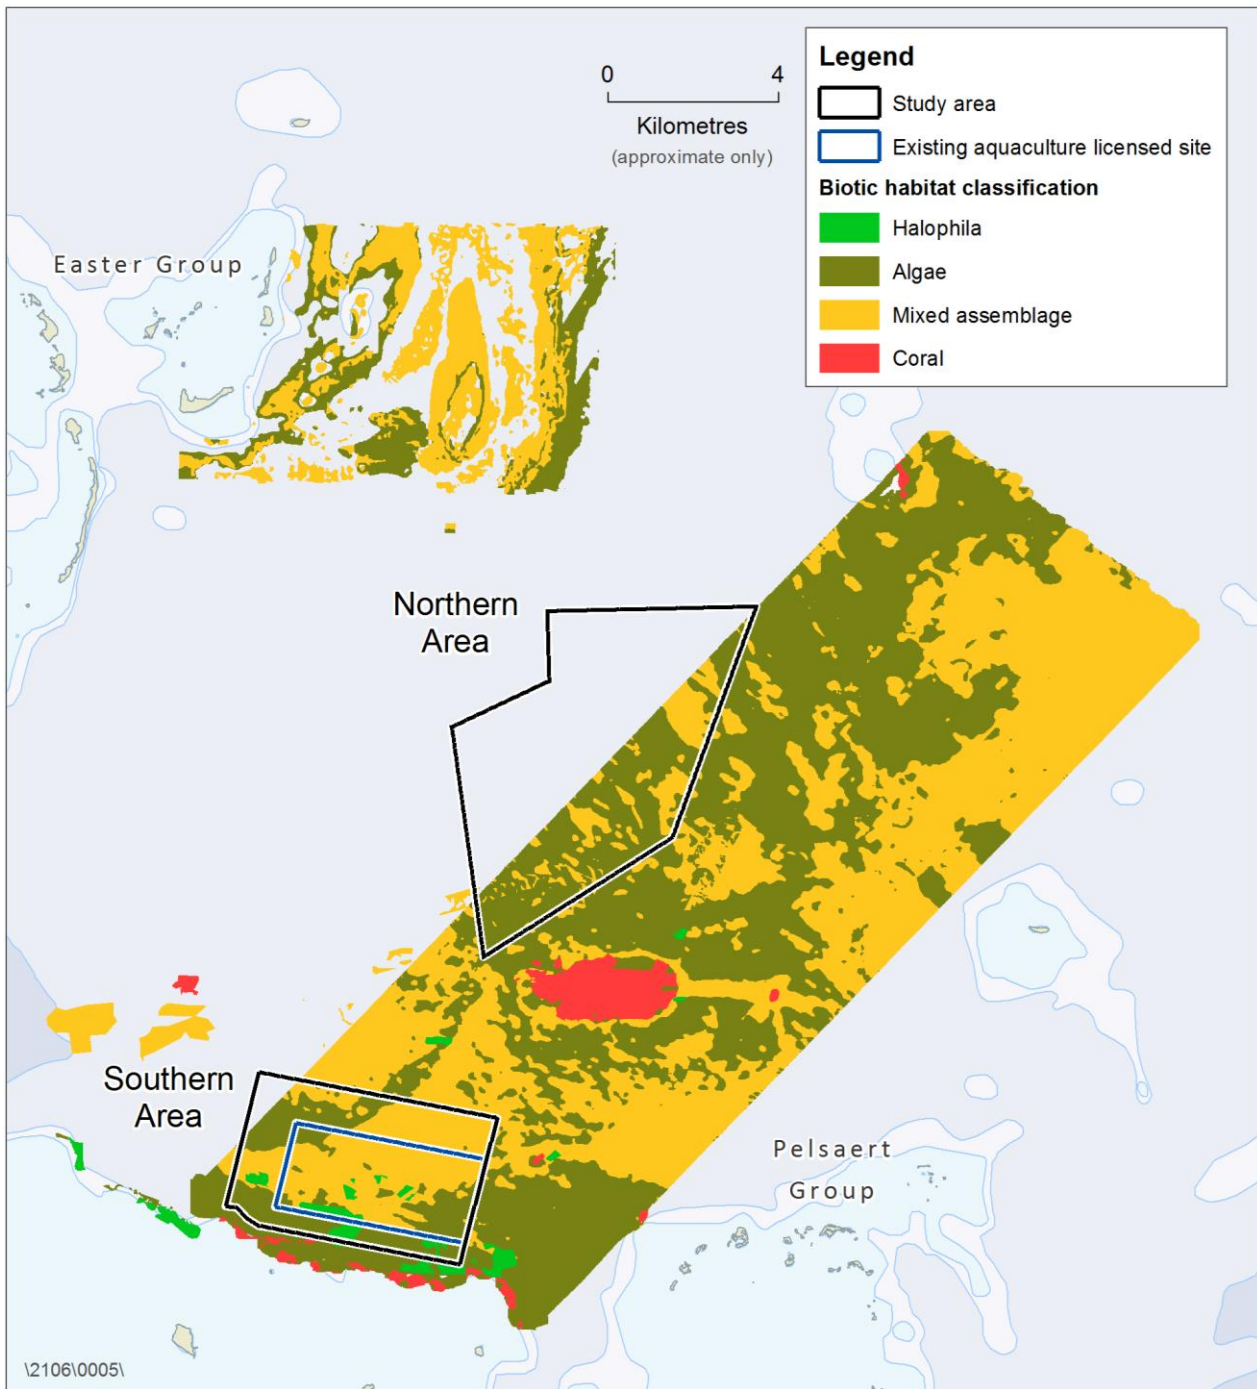 0 4
Kilometres
(approximate only)
Legend
Study area
Existing aquaculture licensed site
Biotic habitat classification
Halophila
Algae
Mixed assemblage
Coral
Easter Group
Northern
Area
Southern
Area
Pelsaert
Group
\2106\0005\